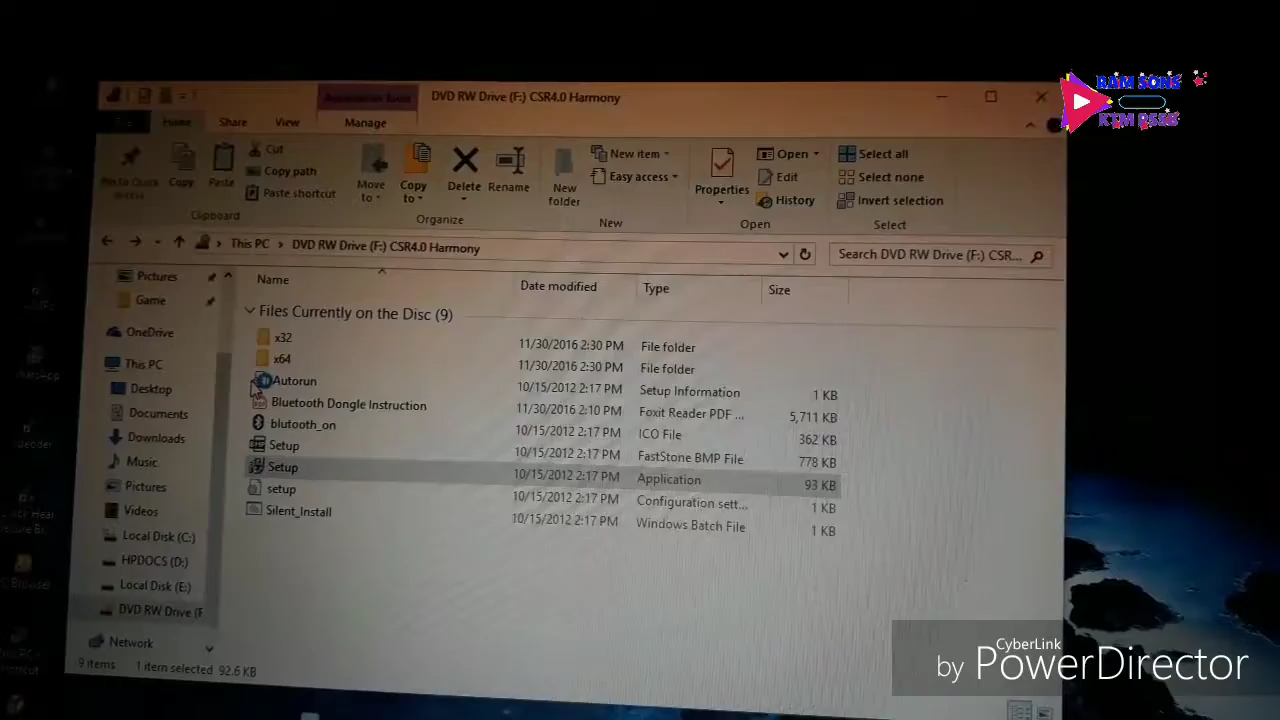 RAM SONS
KTM 9586
DVD RW Drive (F:) CSR4.0 Harmony
Home Share View Manage
Copy
Paste
Cut
Copy path
Paste shortcut
Clipboard
Move to
Copy to
Delete
Rename
Organize
New folder
New item
Easy access
New
Properties
Open
Edit
History
Open
Select all
Select none
Invert selection
Select
This PC > DVD RW Drive (F:) CSR4.0 Harmony
Search DVD RW Drive (F:) CSR...
Pictures
Game
OneDrive
This PC
Desktop
Documents
Downloads
Music
Pictures
Videos
Local Disk (C:)
HPDOCS (D:)
Local Disk (E:)
DVD RW Drive (F
Network
Name Date modified Type Size
Files Currently on the Disc (9)
x32 11/30/2016 2:30 PM File folder
x64 11/30/2016 2:30 PM File folder
Autorun 10/15/2012 2:17 PM Setup Information 1 KB
Bluetooth Dongle Instruction 11/30/2016 2:10 PM Foxit Reader PDF ... 5,711 KB
blutooth_on 10/15/2012 2:17 PM ICO File 362 KB
Setup 10/15/2012 2:17 PM FastStone BMP File 778 KB
Setup 10/15/2012 2:17 PM Application 93 KB
setup 10/15/2012 2:17 PM Configuration sett... 1 KB
Silent_Install 10/15/2012 2:17 PM Windows Batch File 1 KB
9 items 1 item selected 92.6 KB
CyberLink
by PowerDirector